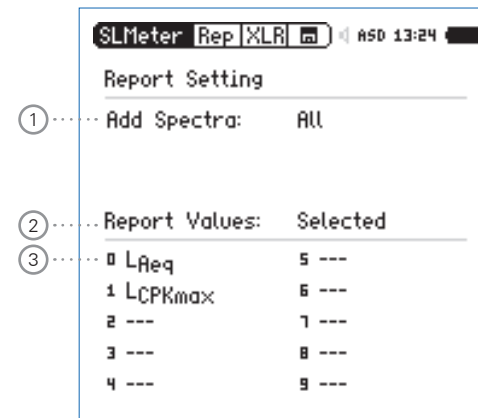 SLMeter Rep XLR ASD 13:24
Report Setting
1 Add Spectra: All
2 Report Values: Selected
3 0 LAeq 5 ---
1 LCPKmax 6 ---
2 --- 7 ---
3 --- 8 ---
4 --- 9 ---